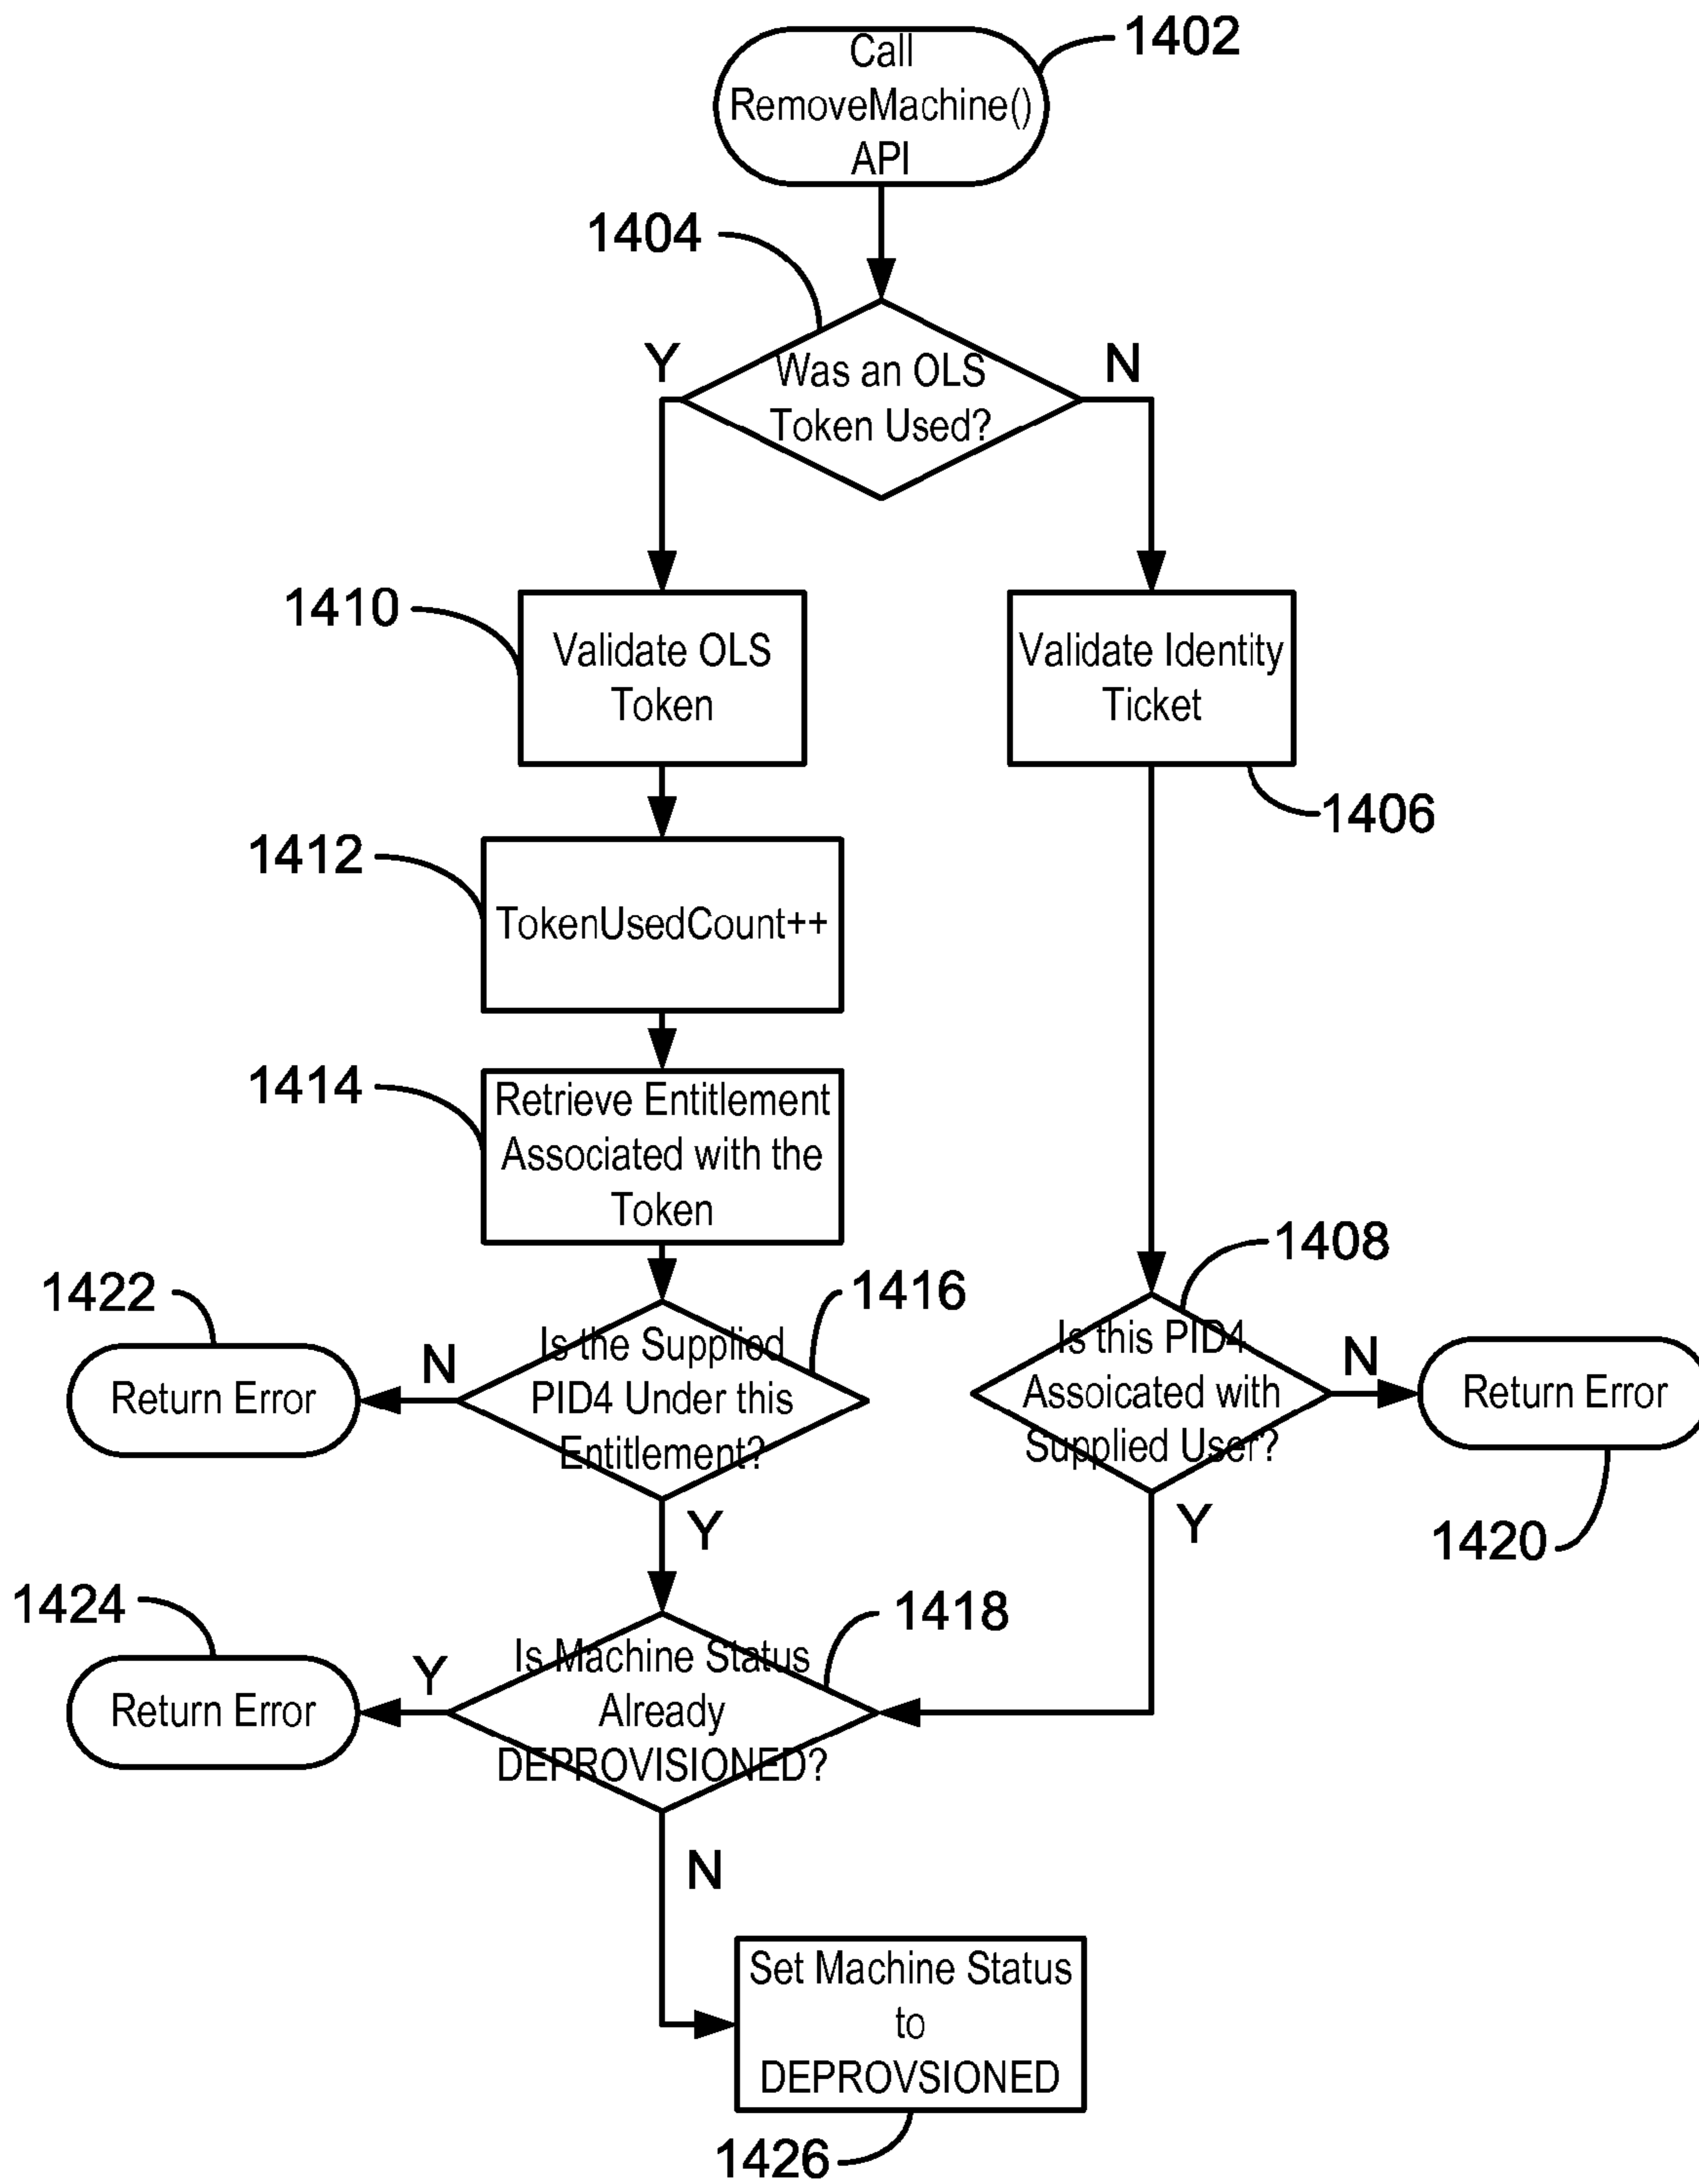 Call
RemoveMachine()
API
1402
1404
Was an OLS
Token Used?
Y
N
1410
Validate OLS
Token
Validate Identity
Ticket
1406
1412
TokenUsedCount++
1414
Retrieve Entitlement
Associated with the
Token
1408
1422
1416
Is the Supplied
PID4 Under this
Entitlement?
N
Return Error
Is this PID4
Assoicated with
Supplied User?
N
Return Error
Y
Y
1420
1424
1418
Is Machine Status
Already
DEPROVISIONED?
Y
Return Error
N
Set Machine Status
to
DEPROVSIONED
1426